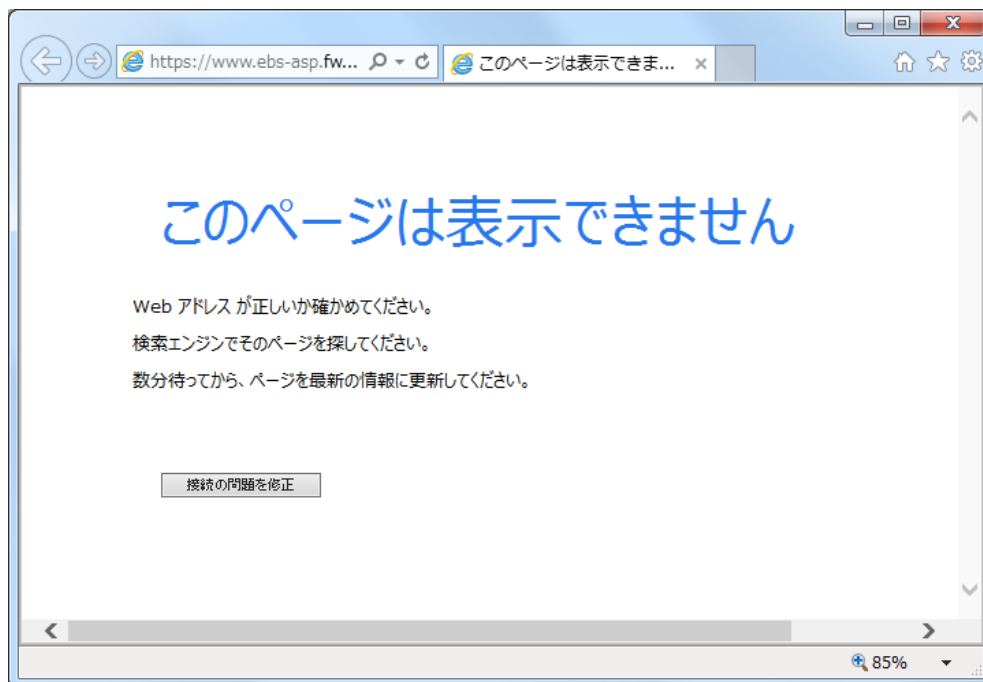 https://www.ebs-asp.fw...
このページは表示できま...
このページは表示できません
Web アドレス が正しいか確かめてください。
検索エンジンでそのページを探してください。
数分待ってから、ページを最新の情報に更新してください。
接続の問題を修正
85%